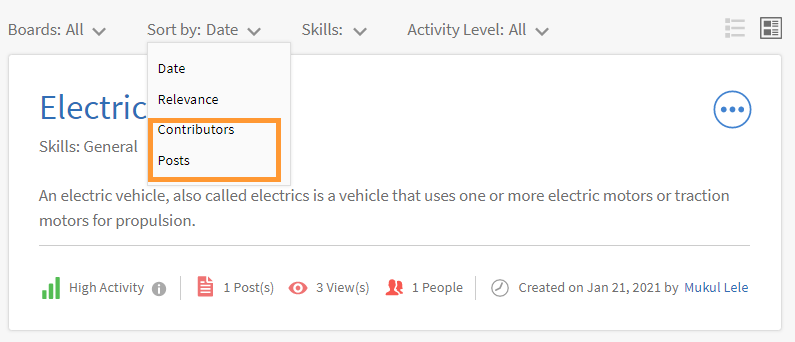 Boards: All Sort by: Date Skills: Activity Level: All
Date
Relevance
Contributors
Posts
Electric
Skills: General
An electric vehicle, also called electrics is a vehicle that uses one or more electric motors or traction
motors for propulsion.
High Activity 1 Post(s) 3 View(s) 1 People Created on Jan 21, 2021 by Mukul Lele